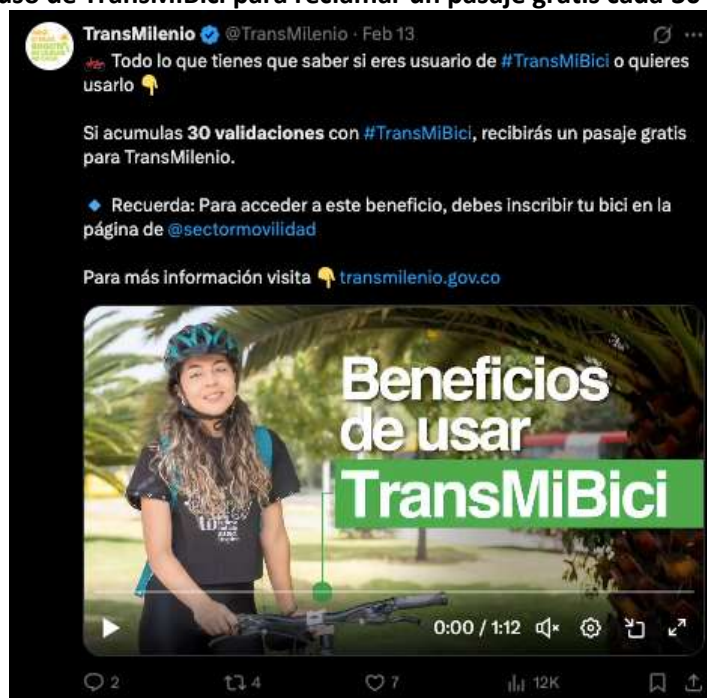 uso de TransMiBici para reclamar un pasaje gratis cada 30
TransMilenio @TransMilenio · Feb 13
Todo lo que tienes que saber si eres usuario de #TransMiBici o quieres
usarlo
Si acumulas 30 validaciones con #TransMiBici, recibirás un pasaje gratis
para TransMilenio.
Recuerda: Para acceder a este beneficio, debes inscribir tu bici en la
página de @sectormovilidad
Para más información visita transmilenio.gov.co
Beneficios
de usar
TransMiBici
0:00 / 1:12
2 4 7 12K